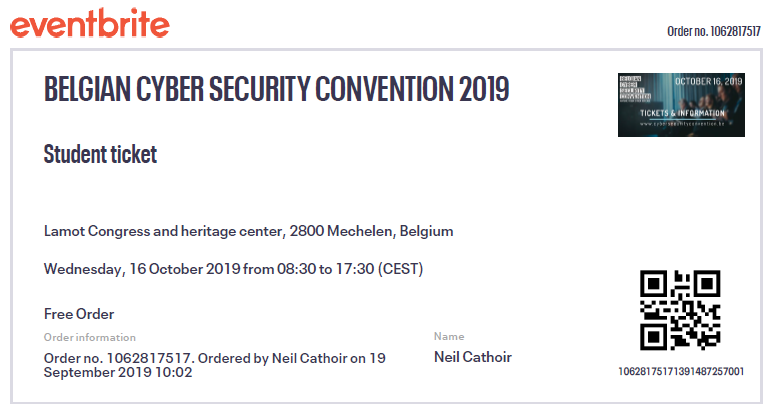 eventbrite
Order no. 1062817517
BELGIAN CYBER SECURITY CONVENTION 2019
BELGIAN
CYBER
SECURITY
CONVENTION
OCTOBER 16, 2019
TICKETS & INFORMATION
www.cybersecurityconvention.be
Student ticket
Lamot Congress and heritage center, 2800 Mechelen, Belgium
Wednesday, 16 October 2019 from 08:30 to 17:30 (CEST)
Free Order
Order information
Order no. 1062817517. Ordered by Neil Cathoir on 19
September 2019 10:02
Name
Neil Cathoir
10628175171391487257001